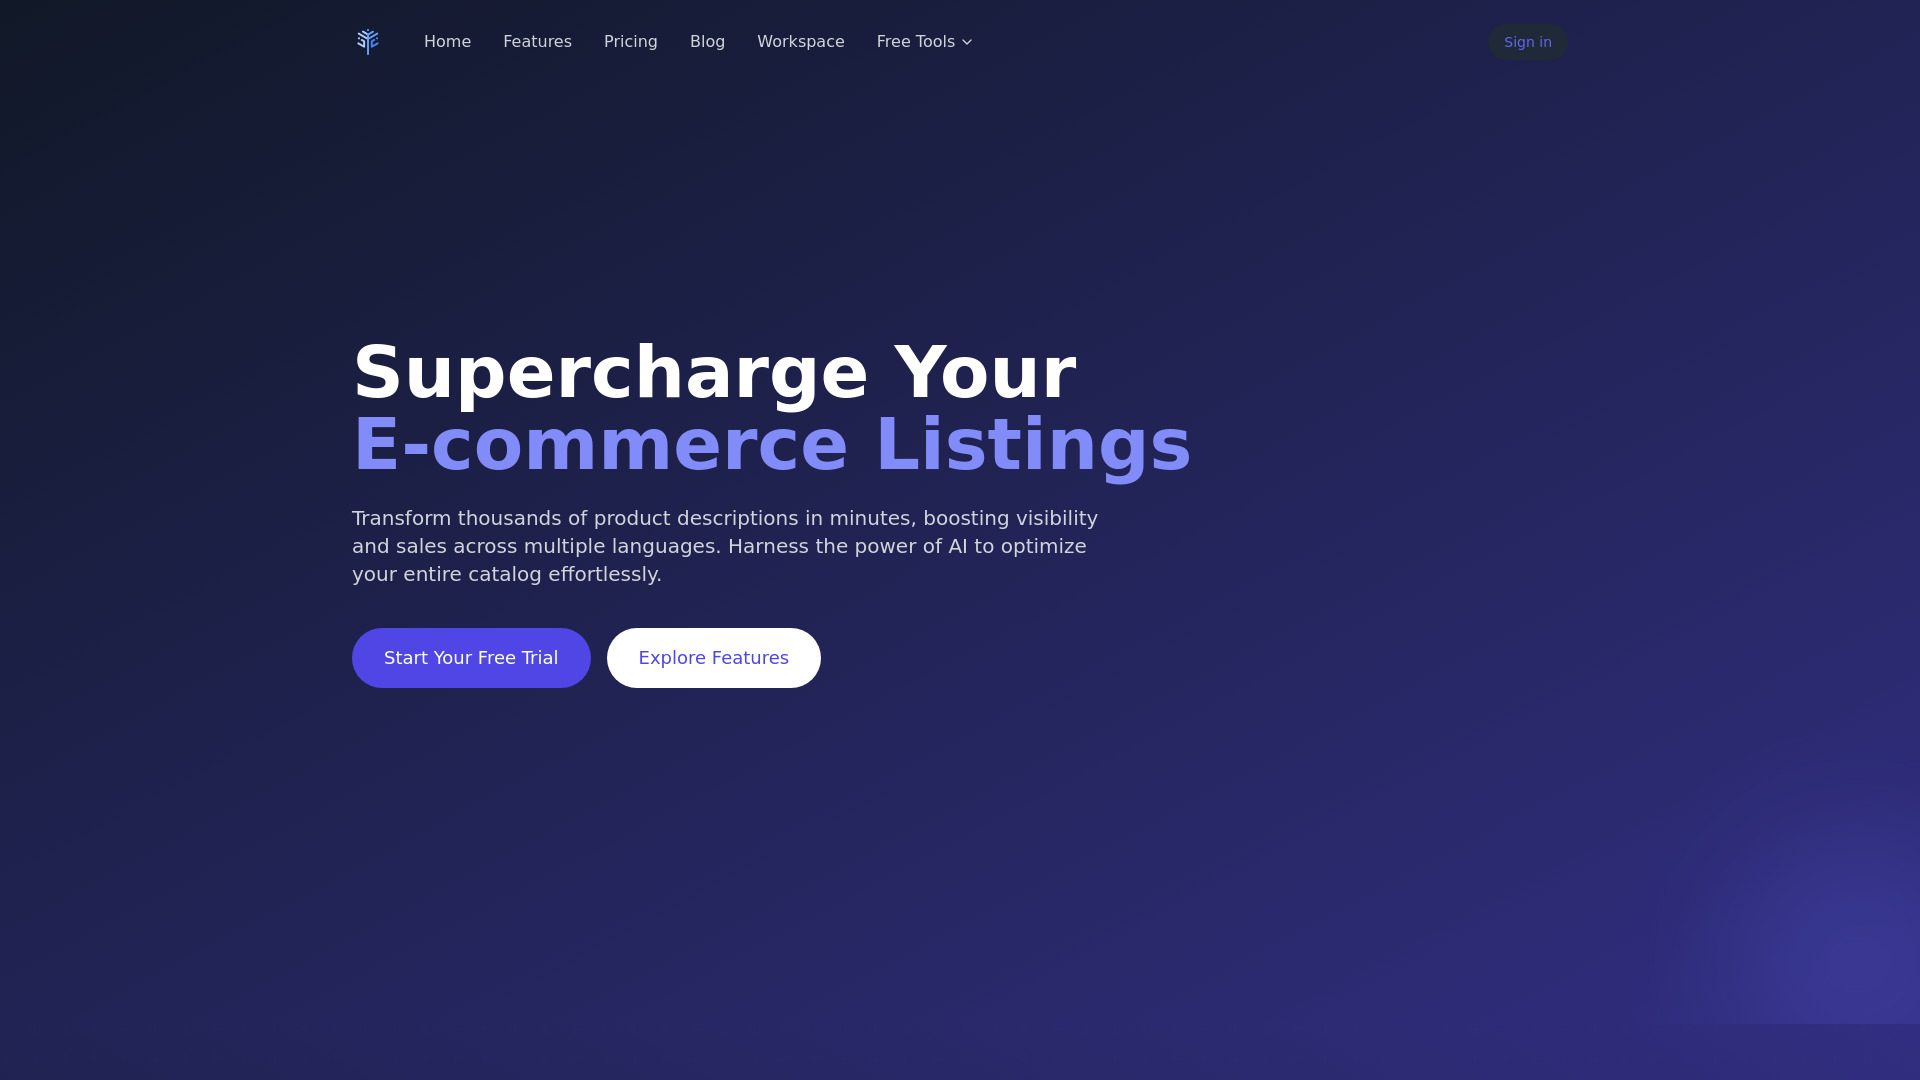 Home
Features
Pricing
Blog
Workspace
Free Tools
Sign in
Supercharge Your
E-commerce Listings
Transform thousands of product descriptions in minutes, boosting visibility
and sales across multiple languages. Harness the power of AI to optimize
your entire catalog effortlessly.
Start Your Free Trial
Explore Features